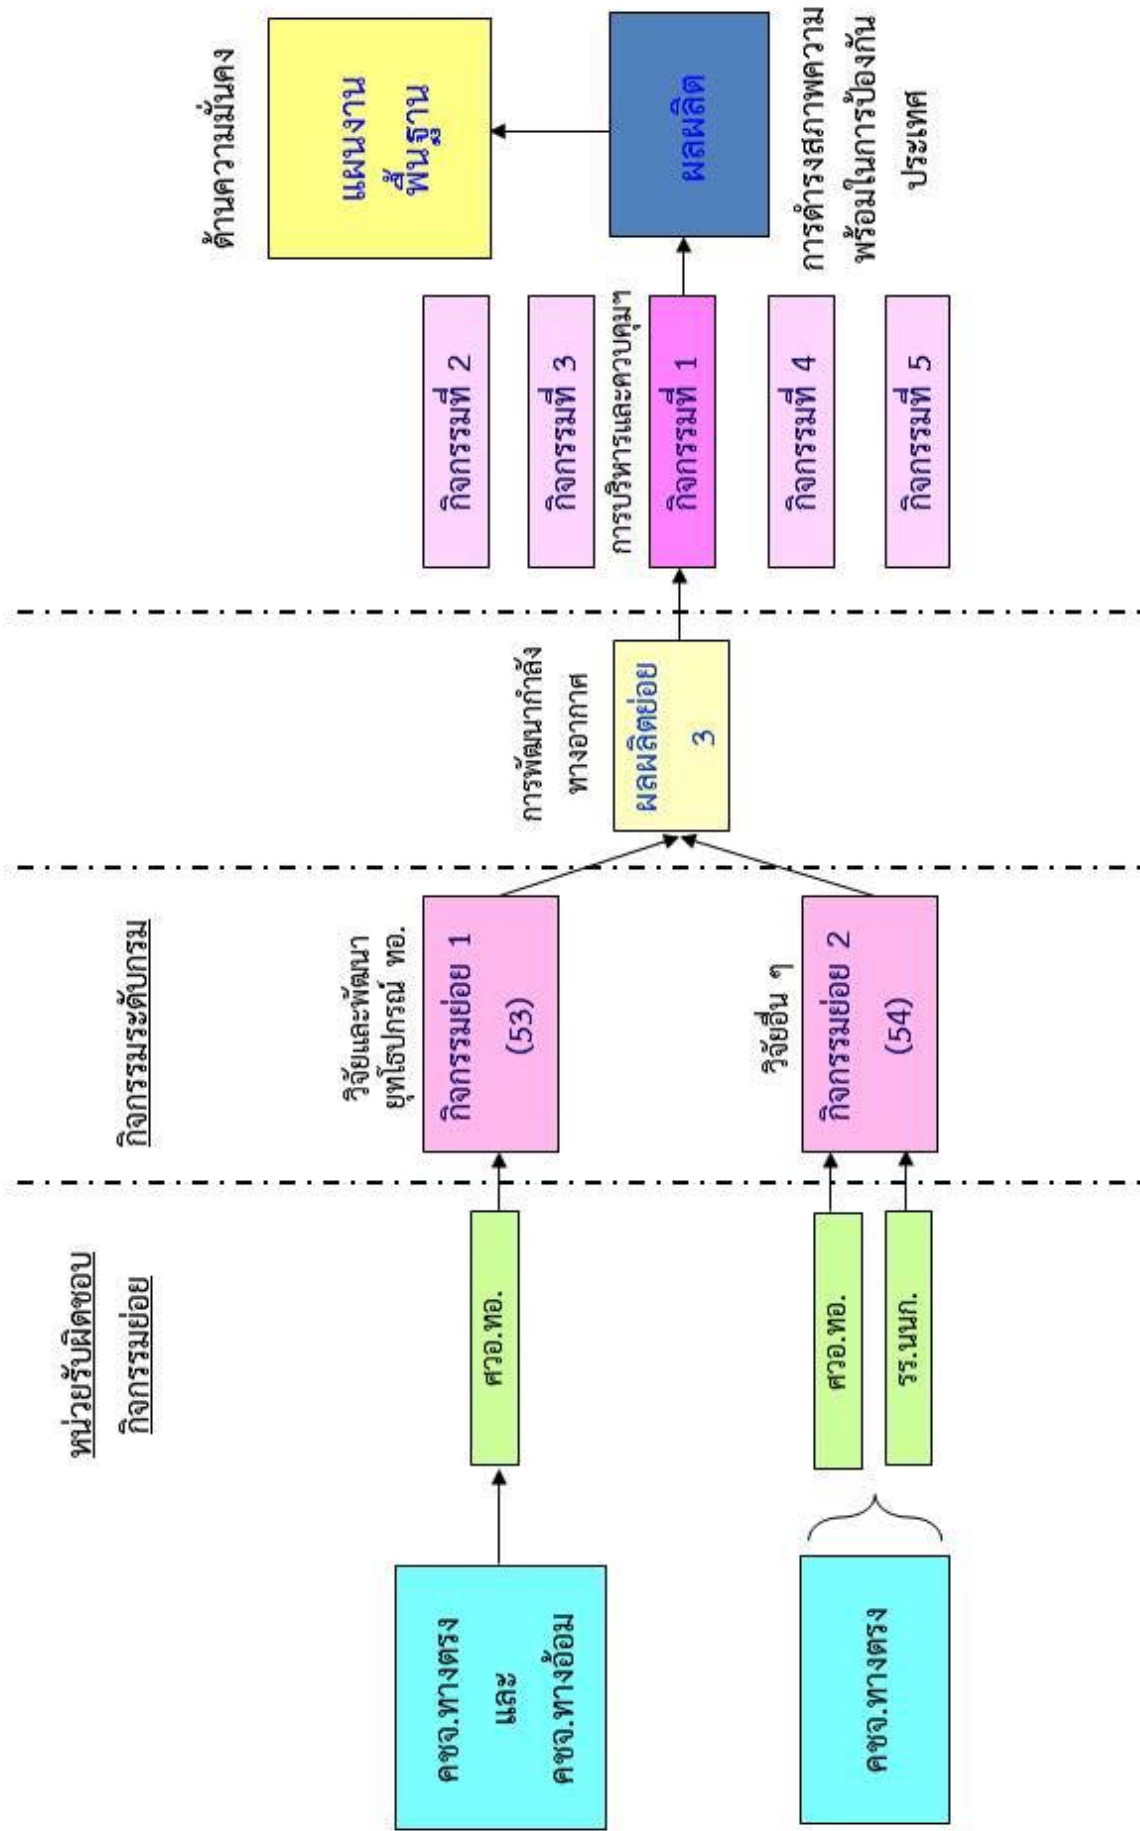 หน่วยรับผิดชอบ
กิจกรรมย่อย
กิจกรรมระดับกรม
ด้านความมั่นคง
แผนงาน
พื้นฐาน
คชจ.ทางตรง
และ
คชจ.ทางอ้อม
ศวอ.ทอ.
วิจัยและพัฒนา
ยุทโธปกรณ์ ทอ.
กิจกรรมย่อย 1
(53)
การพัฒนากำลัง
ทางอากาศ
ผลผลิตย่อย
3
กิจกรรมที่ 2
กิจกรรมที่ 3
การบริหารและควบคุมฯ
กิจกรรมที่ 1
กิจกรรมที่ 4
กิจกรรมที่ 5
ผลผลิต
การดำรงสภาพความ
พร้อมในการป้องกัน
ประเทศ
คชจ.ทางตรง
ศวอ.ทอ.
รร.นนก.
วิจัยอื่น ๆ
กิจกรรมย่อย 2
(54)